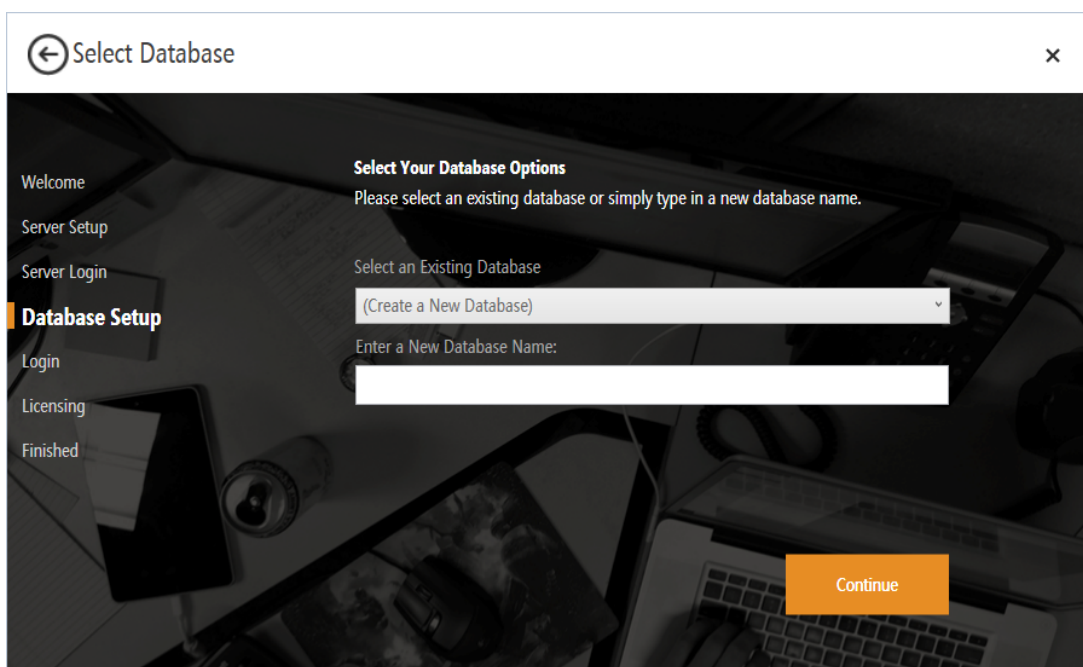 Select Database
Welcome
Server Setup
Server Login
Database Setup
Login
Licensing
Finished
Select Your Database Options
Please select an existing database or simply type in a new database name.
Select an Existing Database
(Create a New Database)
Enter a New Database Name:
Continue